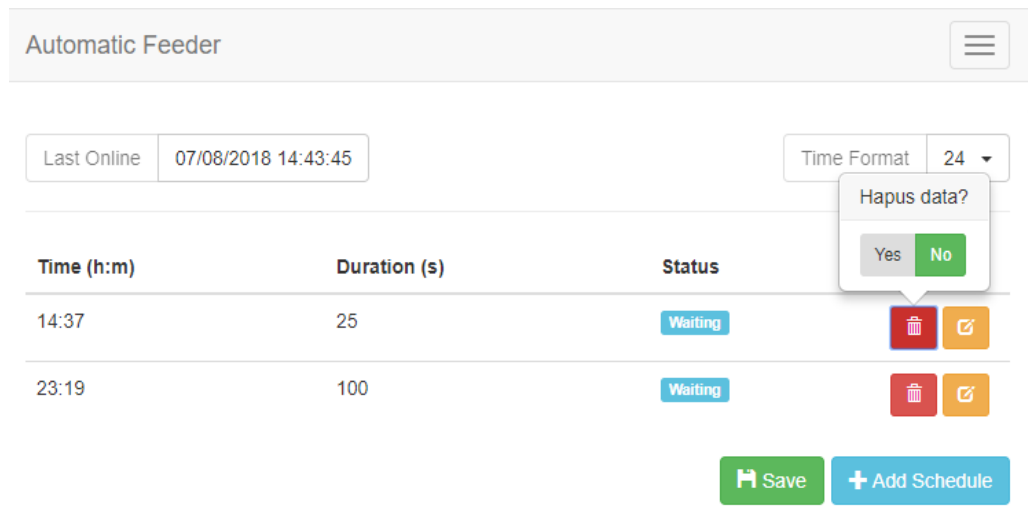 Automatic Feeder
Last Online 07/08/2018 14:43:45 Time Format 24
Hapus data?
Yes No
Time (h:m) Duration (s) Status
14:37 25 Waiting
23:19 100 Waiting
Save Add Schedule